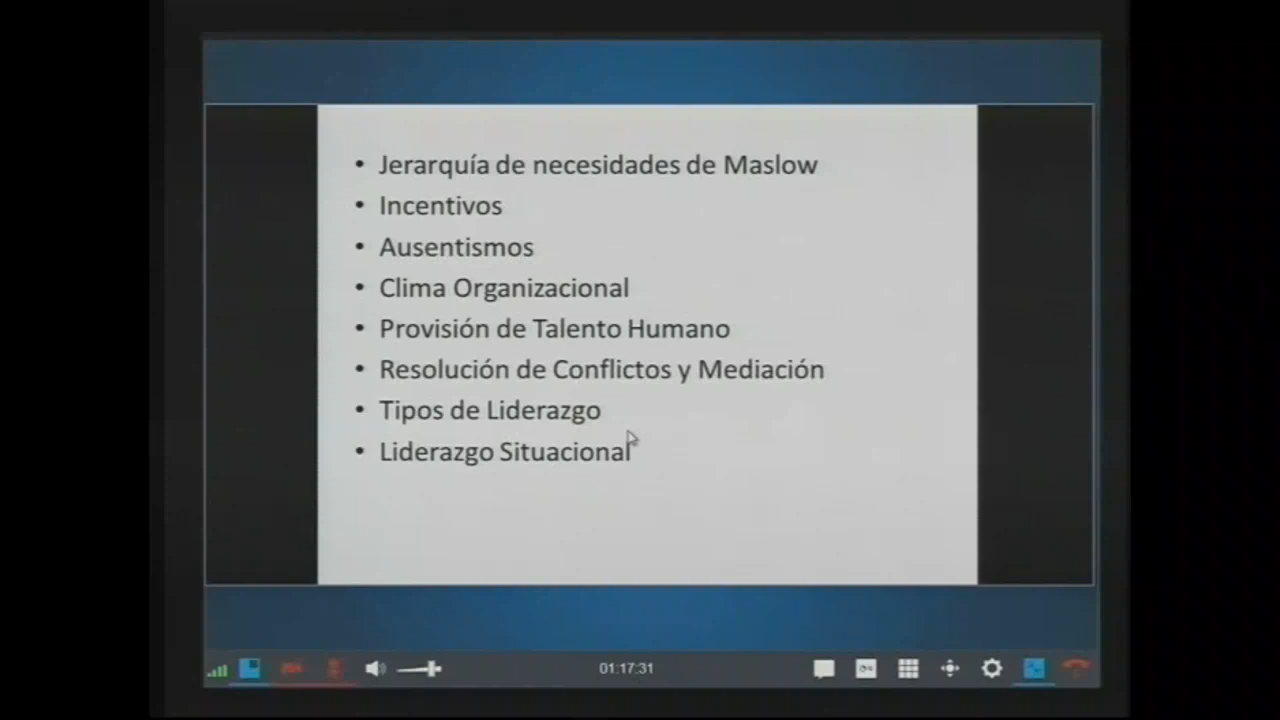 • Jerarquía de necesidades de Maslow
• Incentivos
• Ausentismos
• Clima Organizacional
• Provisión de Talento Humano
• Resolución de Conflictos y Mediación
• Tipos de Liderazgo
• Liderazgo Situacional
01:17:31